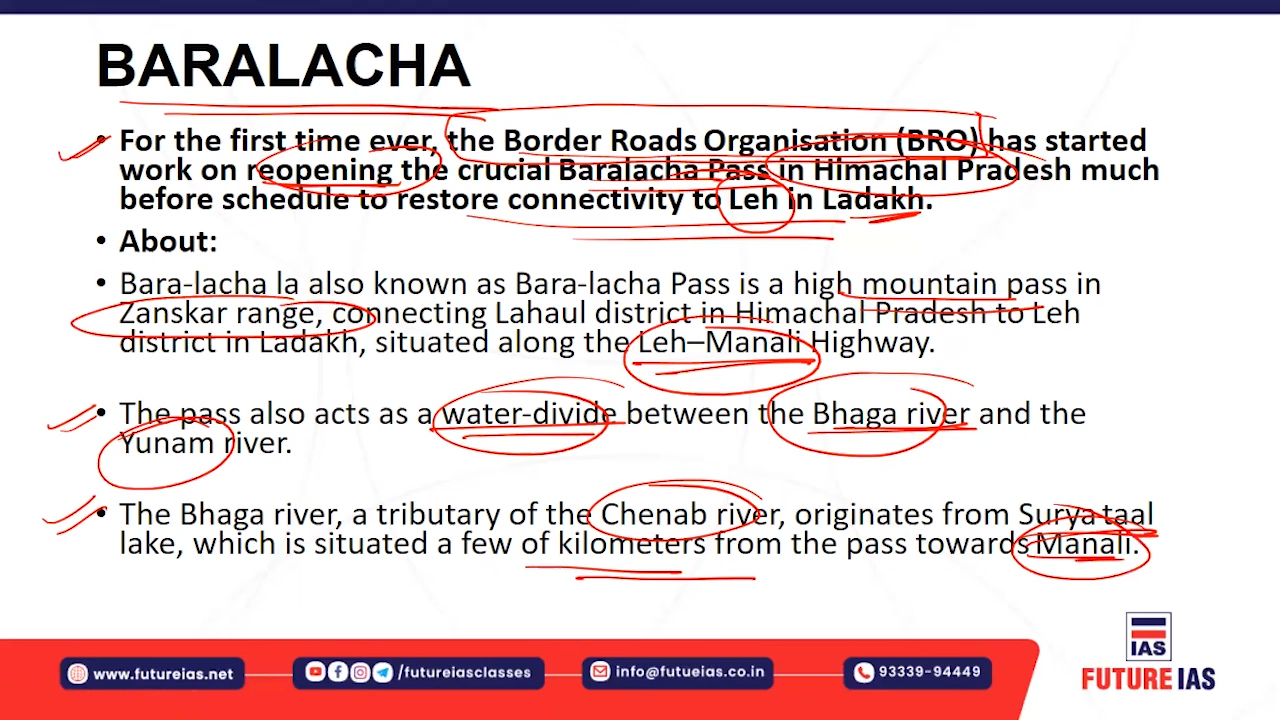 BARALACHA
• For the first time ever, the Border Roads Organisation (BRO) has started
work on reopening the crucial Baralacha Pass in Himachal Pradesh much
before schedule to restore connectivity to Leh in Ladakh.
• About:
• Bara-lacha la also known as Bara-lacha Pass is a high mountain pass in
Zanskar range, connecting Lahaul district in Himachal Pradesh to Leh
district in Ladakh, situated along the Leh–Manali Highway.
• The pass also acts as a water-divide between the Bhaga river and the
Yunam river.
• The Bhaga river, a tributary of the Chenab river, originates from Surya taal
lake, which is situated a few of kilometers from the pass towards Manali.
www.futureias.net
/futureiasclasses
info@futueias.co.in
93339-94449
IAS
FUTURE IAS